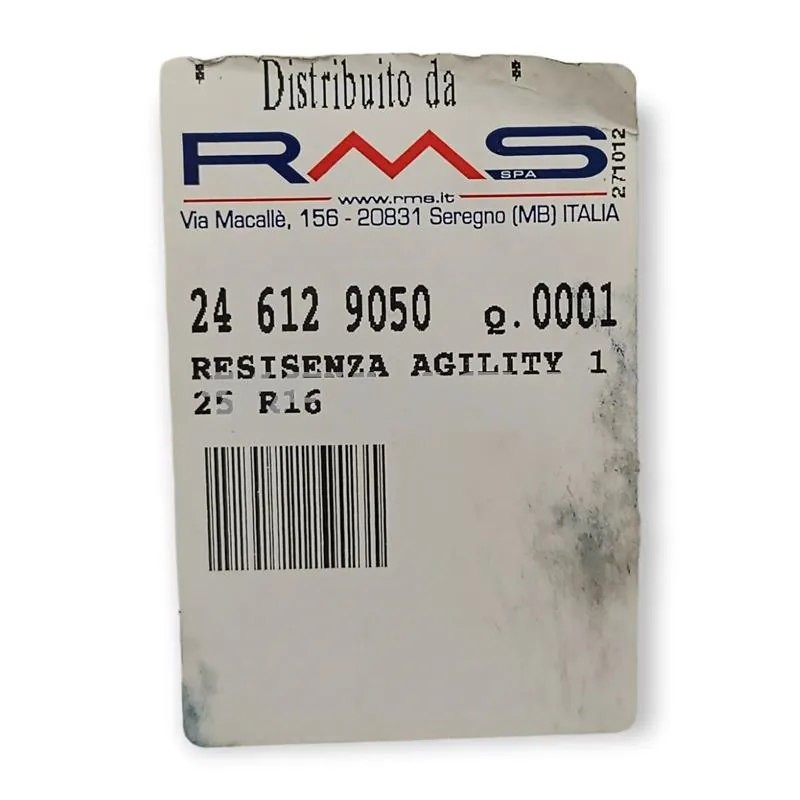 Distribuito da
RMS
SPA
271012
www.rms.it
Via Macallè, 156 - 20831 Seregno (MB) ITALIA
24 612 9050 Q.0001
RESISENZA AGILITY 1
25 R16